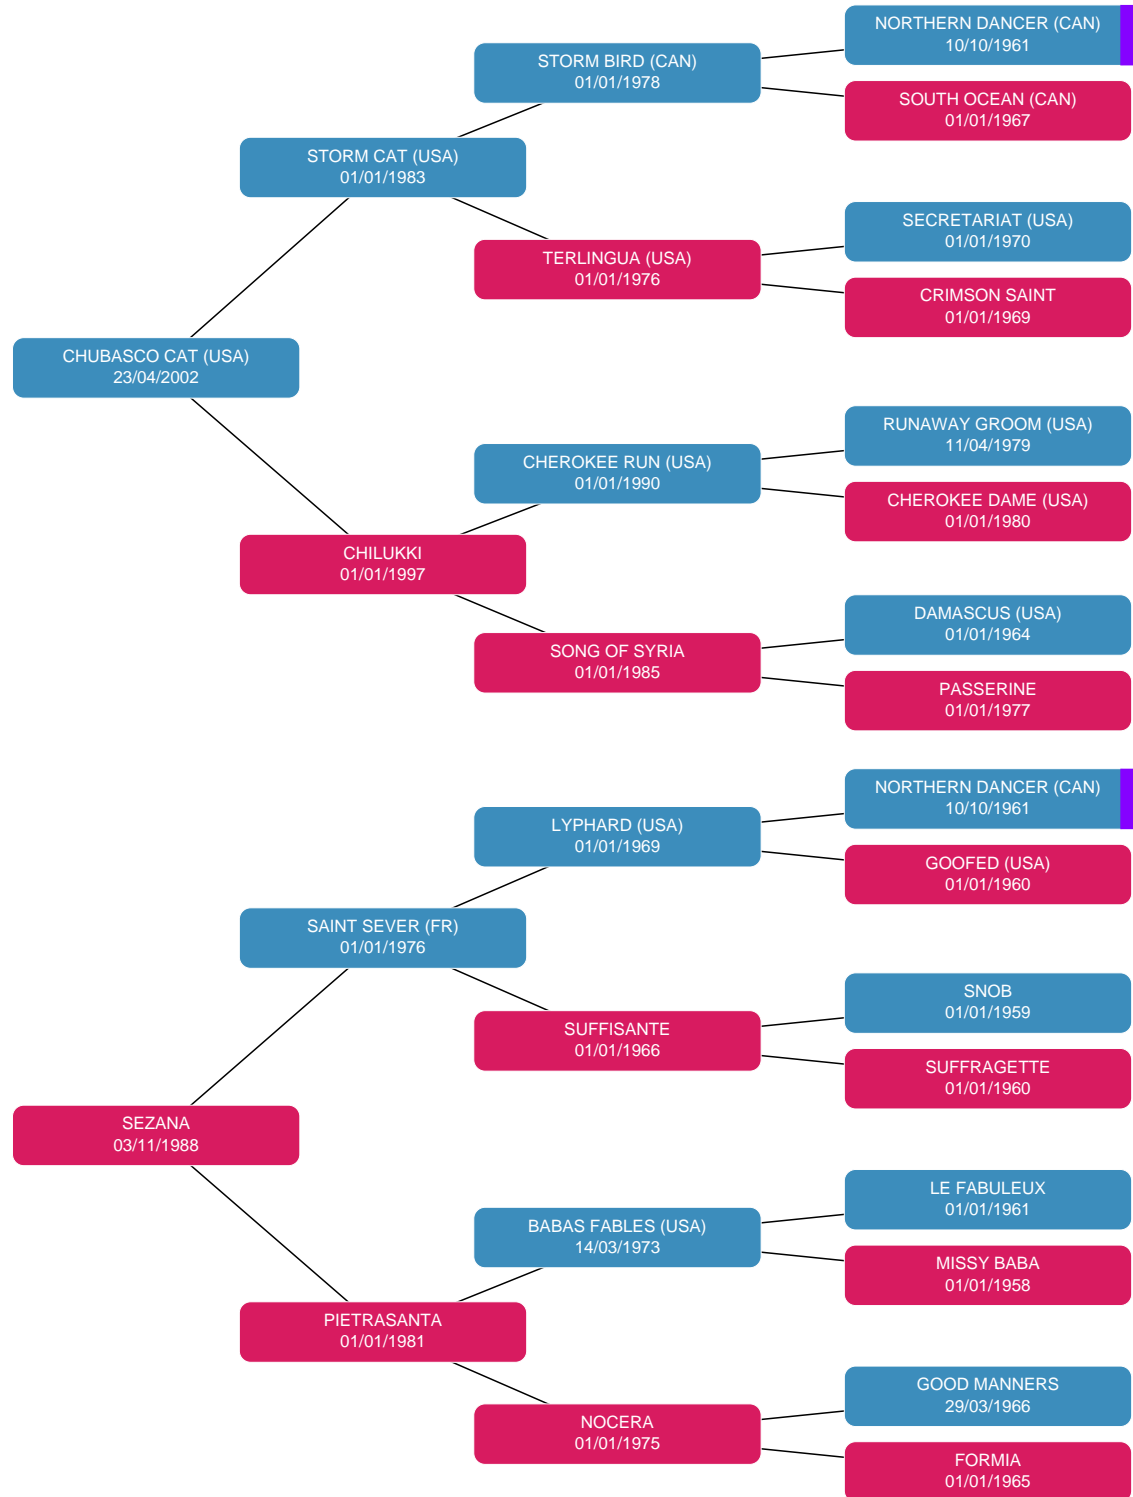 NORTHERN DANCER (CAN)
10/10/1961
STORM BIRD (CAN)
01/01/1978
SOUTH OCEAN (CAN)
01/01/1967
STORM CAT (USA)
01/01/1983
SECRETARIAT (USA)
01/01/1970
TERLINGUA (USA)
01/01/1976
CRIMSON SAINT
01/01/1969
CHUBASCO CAT (USA)
23/04/2002
RUNAWAY GROOM (USA)
11/04/1979
CHEROKEE RUN (USA)
01/01/1990
CHEROKEE DAME (USA)
01/01/1980
CHILUKKI
01/01/1997
DAMASCUS (USA)
01/01/1964
SONG OF SYRIA
01/01/1985
PASSERINE
01/01/1977
NORTHERN DANCER (CAN)
10/10/1961
LYPHARD (USA)
01/01/1969
GOOFED (USA)
01/01/1960
SAINT SEVER (FR)
01/01/1976
SNOB
01/01/1959
SUFFISANTE
01/01/1966
SUFFRAGETTE
01/01/1960
SEZANA
03/11/1988
LE FABULEUX
01/01/1961
BABAS FABLES (USA)
14/03/1973
MISSY BABA
01/01/1958
PIETRASANTA
01/01/1981
GOOD MANNERS
29/03/1966
NOCERA
01/01/1975
FORMIA
01/01/1965